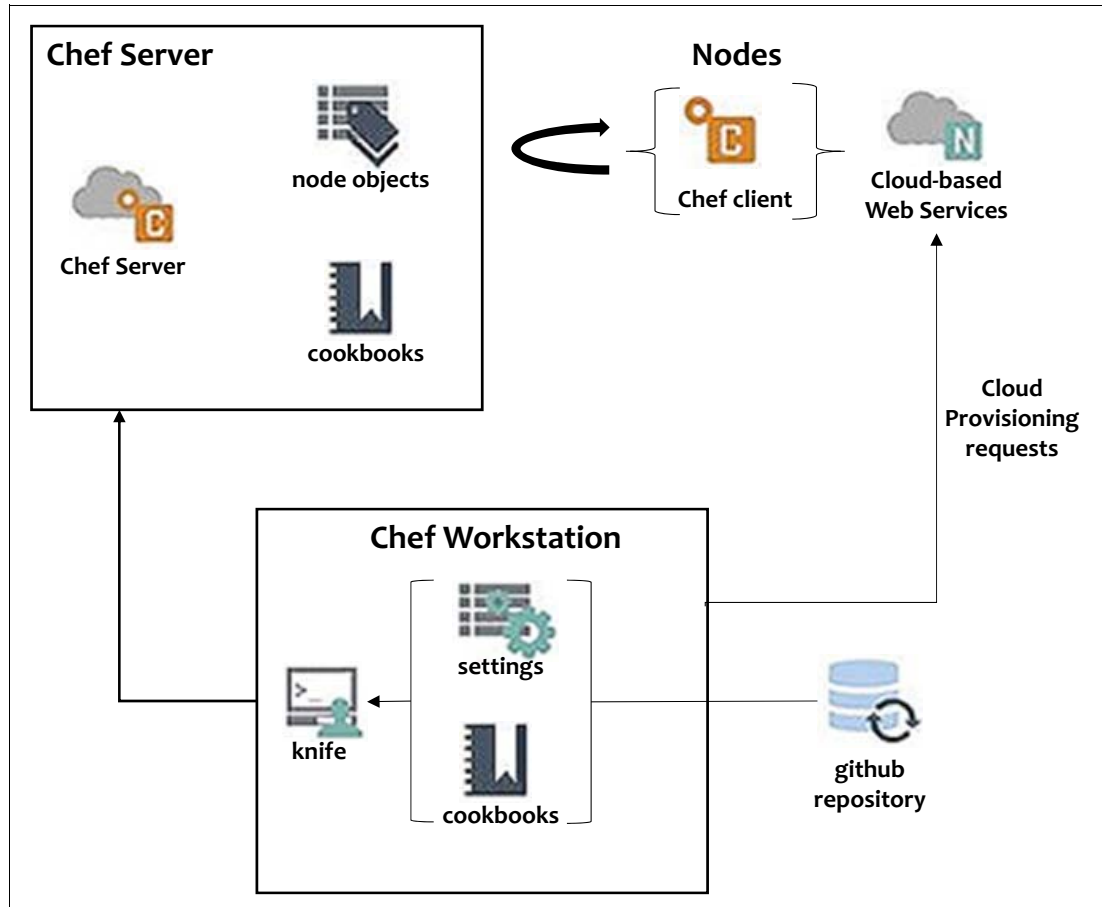 Chef Server
node objects
Chef Server
cookbooks
Nodes
C
Chef client
N
Cloud-based
Web Services
C
Cloud
Provisioning
requests
Chef Workstation
settings
>_
knife
cookbooks
github
repository